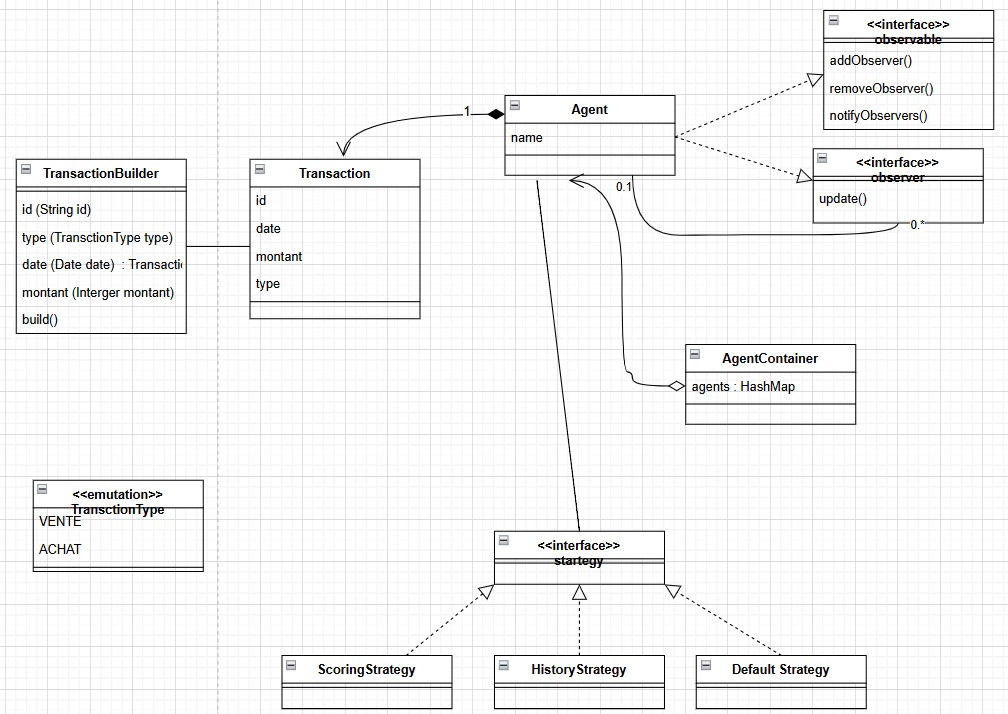 <<interface>>
observable
addObserver()
removeObserver()
notifyObservers()
Agent
name
1
<<interface>>
observer
update()
0.1
0.*
TransactionBuilder
id (String id)
type (TransctionType type)
date (Date date)  : Transactic
montant (Interger montant)
build()
Transaction
id
date
montant
type
AgentContainer
agents : HashMap
<<emutation>>
TransctionType
VENTE
ACHAT
<<interface>>
startegy
ScoringStrategy
HistoryStrategy
Default Strategy